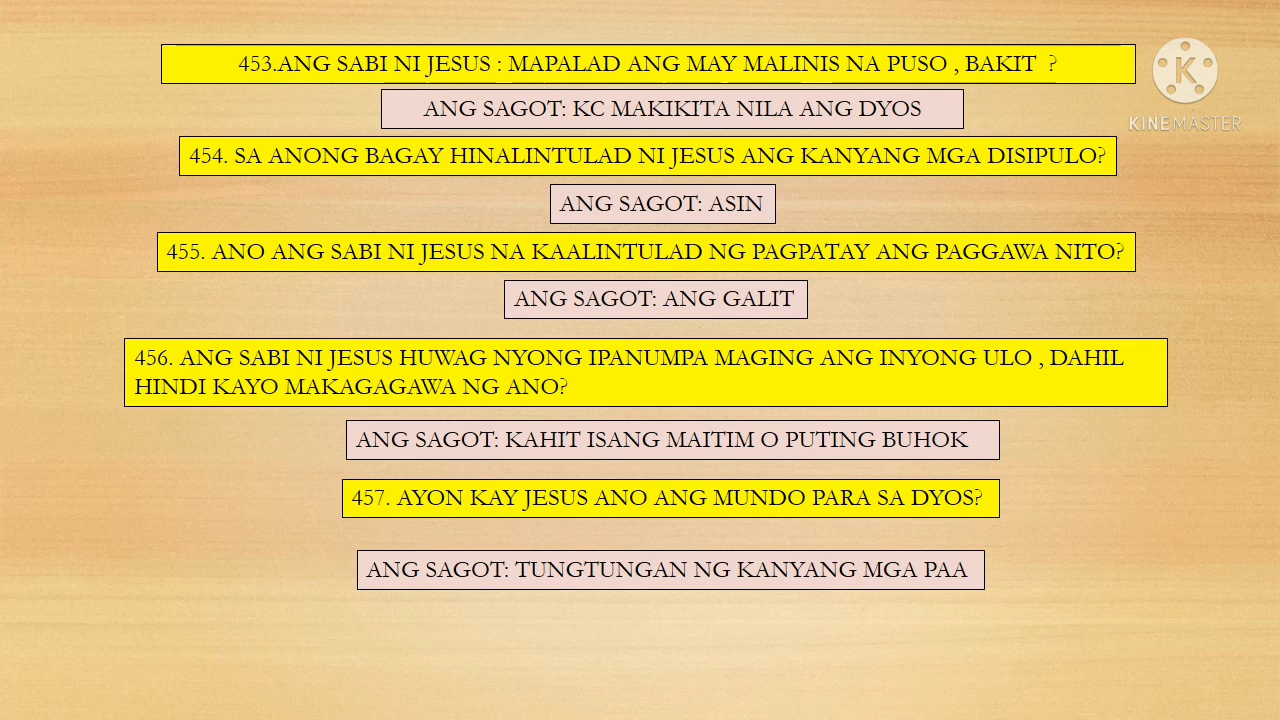 453.ANG SABI NI JESUS : MAPALAD ANG MAY MALINIS NA PUSO , BAKIT ?
ANG SAGOT: KC MAKIKITA NILA ANG DYOS
454. SA ANONG BAGAY HINALINTULAD NI JESUS ANG KANYANG MGA DISIPULO?
ANG SAGOT: ASIN
455. ANO ANG SABI NI JESUS NA KAALINTULAD NG PAGPATAY ANG PAGGAWA NITO?
ANG SAGOT: ANG GALIT
456. ANG SABI NI JESUS HUWAG NYONG IPANUMPA MAGING ANG INYONG ULO , DAHIL
HINDI KAYO MAKAGAGAWA NG ANO?
ANG SAGOT: KAHIT ISANG MAITIM O PUTING BUHOK
457. AYON KAY JESUS ANO ANG MUNDO PARA SA DYOS?
ANG SAGOT: TUNGTUNGAN NG KANYANG MGA PAA
K
KINEMASTER